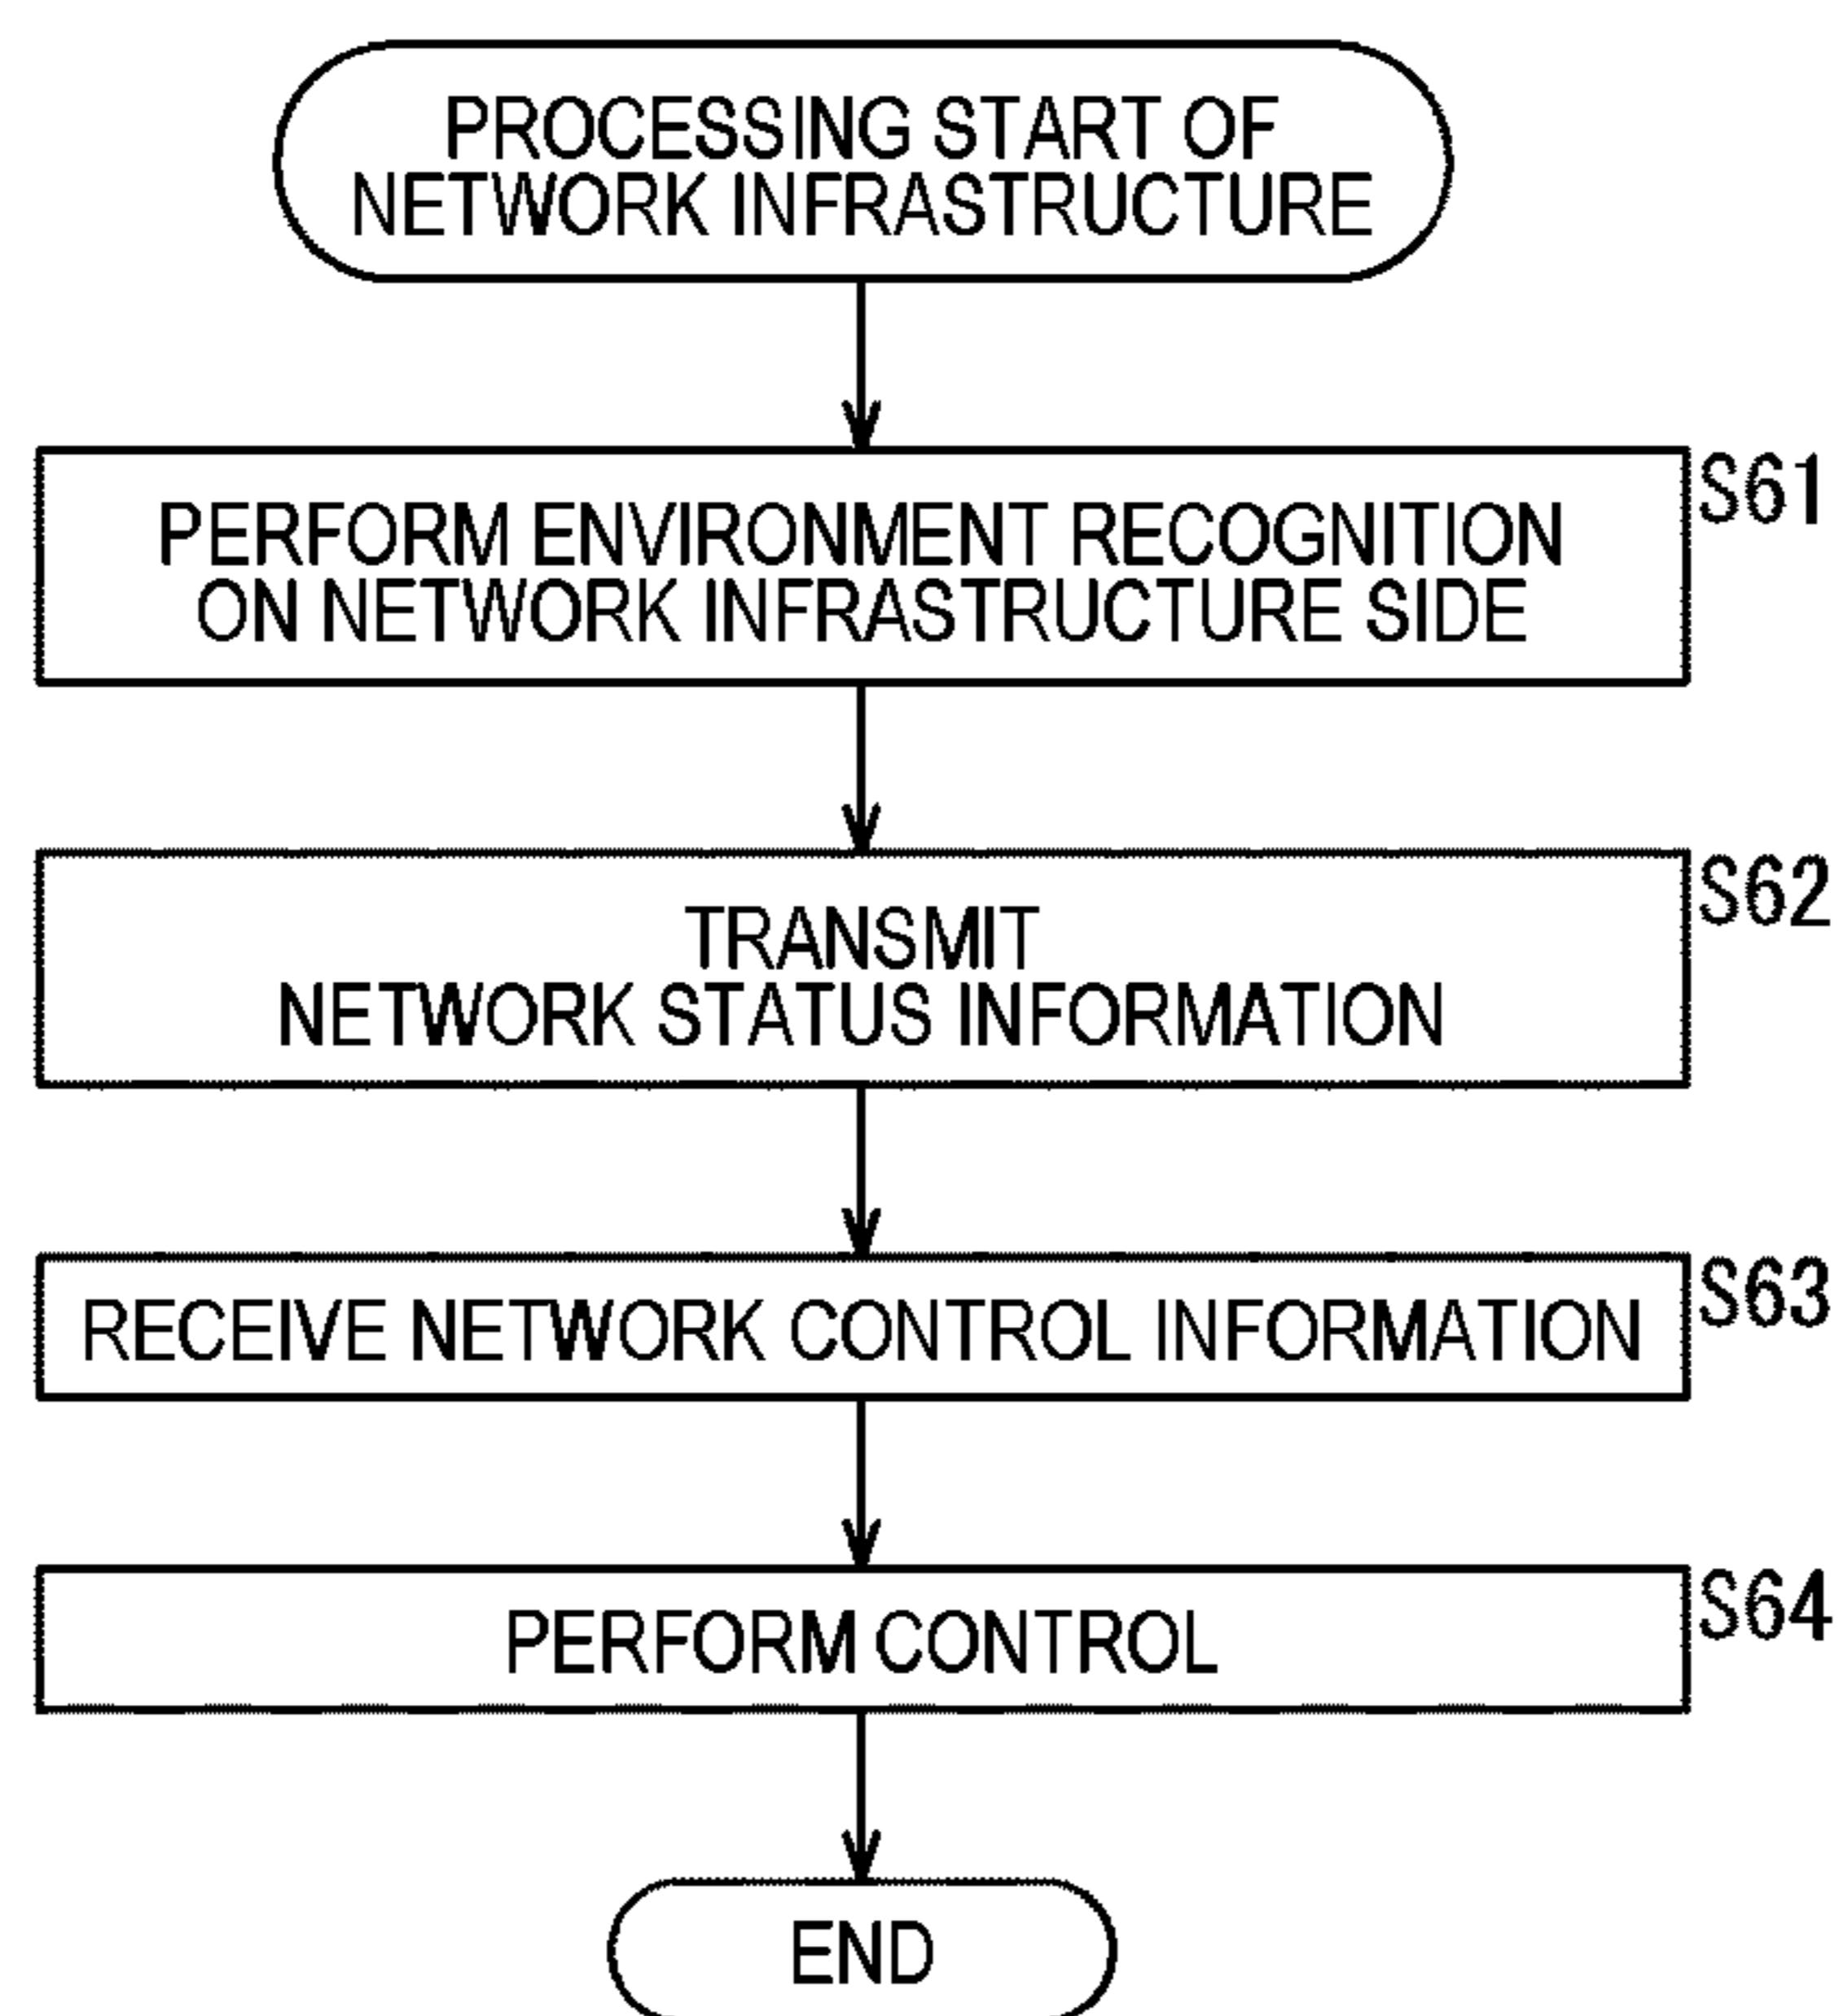 PROCESSING START OF
NETWORK INFRASTRUCTURE
S61
PERFORM ENVIRONMENT RECOGNITION
ON NETWORK INFRASTRUCTURE SIDE
S62
TRANSMIT
NETWORK STATUS INFORMATION
S63
RECEIVE NETWORK CONTROL INFORMATION
S64
PERFORM CONTROL
END